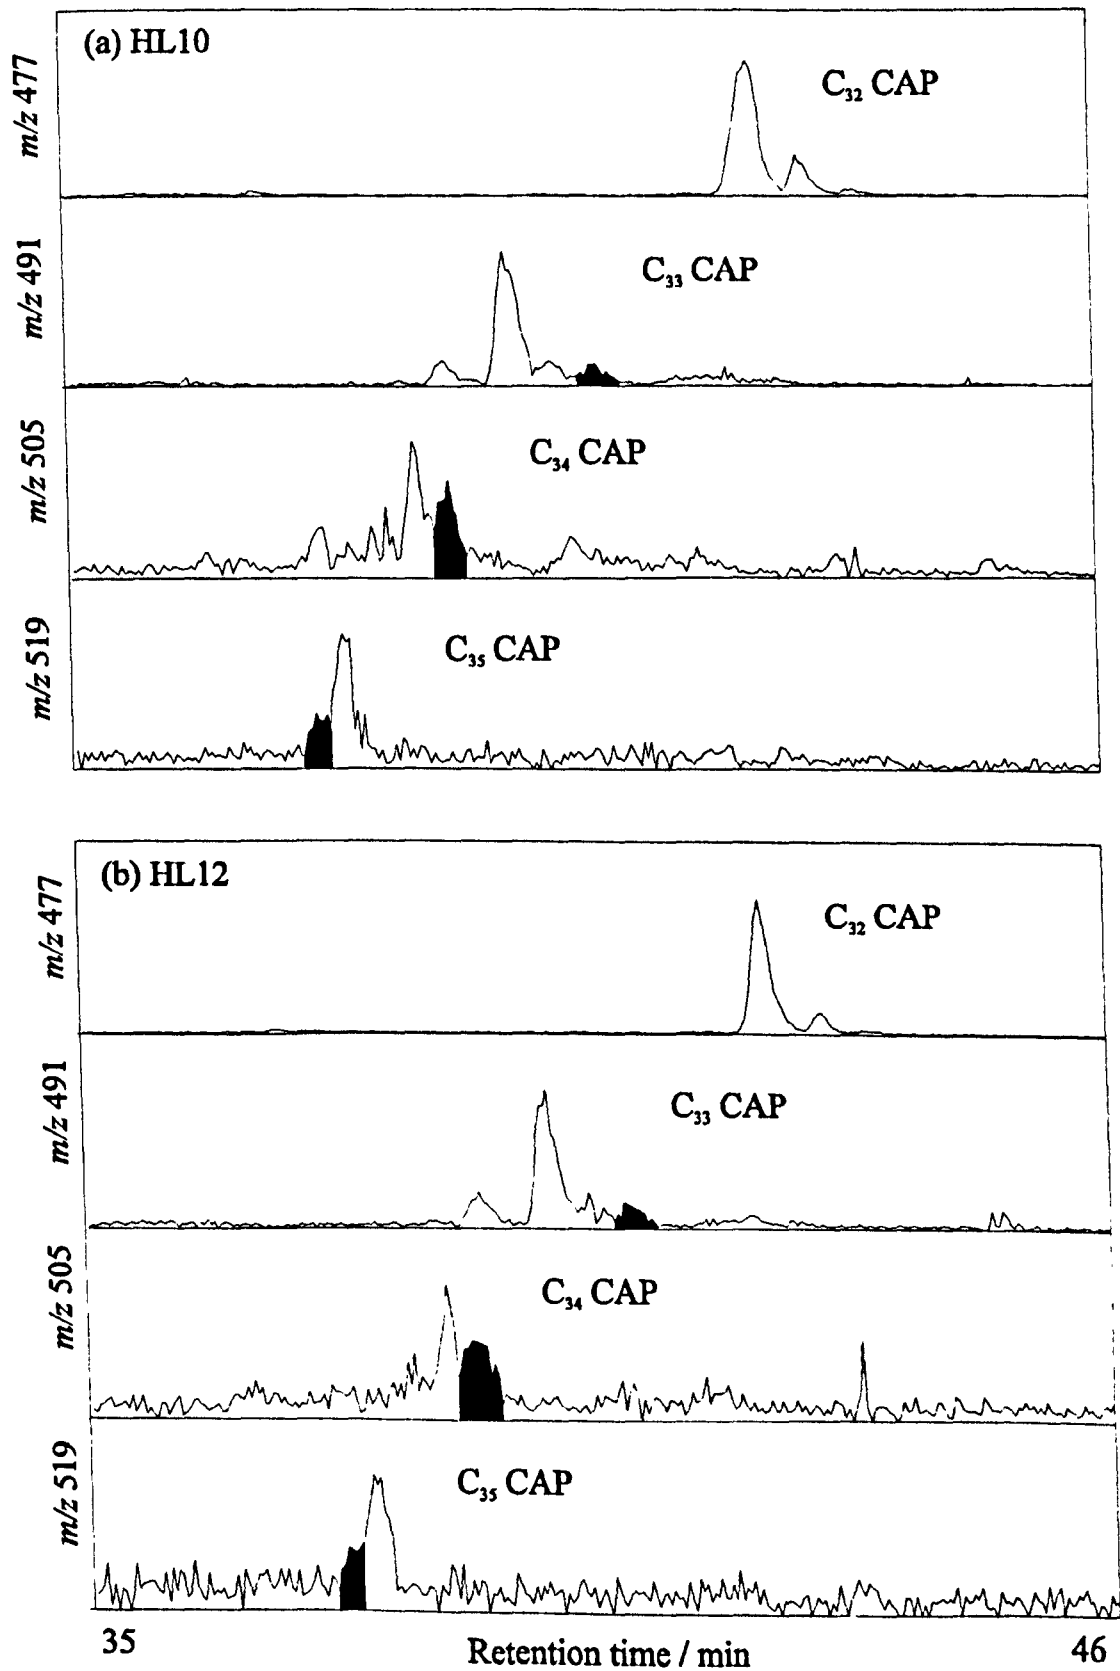 (a) HL10
m/z 477
C₃₂ CAP
m/z 491
C₃₃ CAP
m/z 505
C₃₄ CAP
m/z 519
C₃₅ CAP
(b) HL12
m/z 477
C₃₂ CAP
m/z 491
C₃₃ CAP
m/z 505
C₃₄ CAP
m/z 519
C₃₅ CAP
35 Retention time / min 46